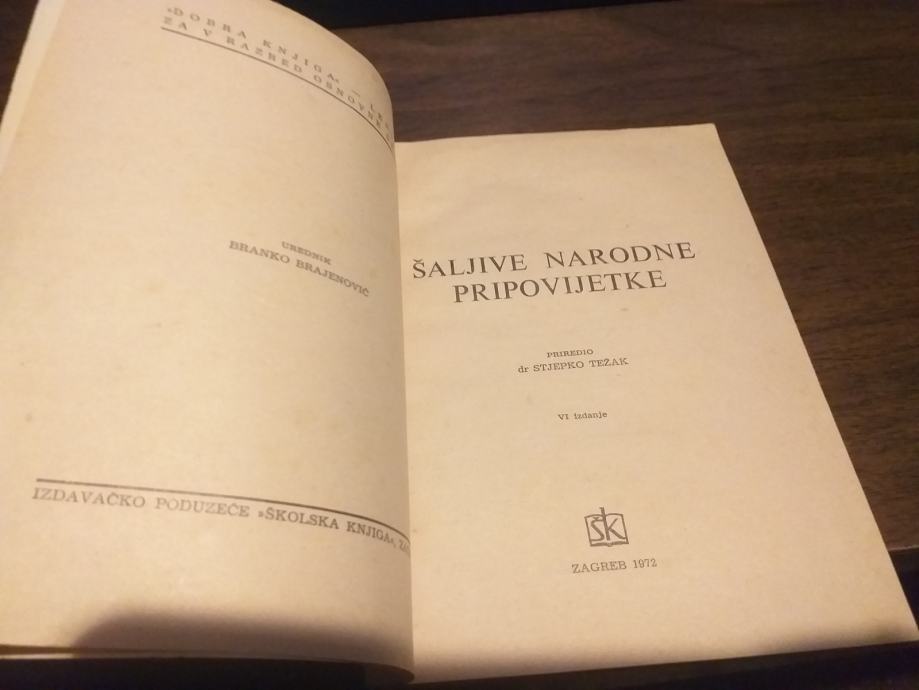 »DOBRA KNJIGA« —
ZA V RAZRED OSNOVNE
UREDNIK
BRANKO BRAJENOVIĆ
IZDAVAČKO PODUZEĆE »ŠKOLSKA KNJIGA«,
ŠALJIVE NARODNE
PRIPOVIJETKE
PRIREDIO
dr STJEPKO TEŽAK
VI izdanje
ŠK
ZAGREB 1972